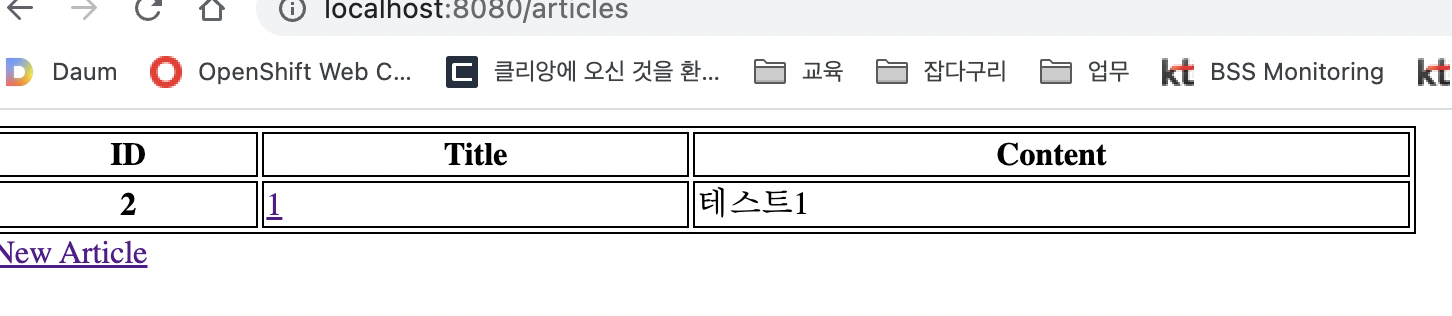 localhost:8080/articles
Daum OpenShift Web C... 클리앙에 오신 것을 환... 교육 잡다구리 업무 kt BSS Monitoring kt
ID Title Content
2 1 테스트1
New Article